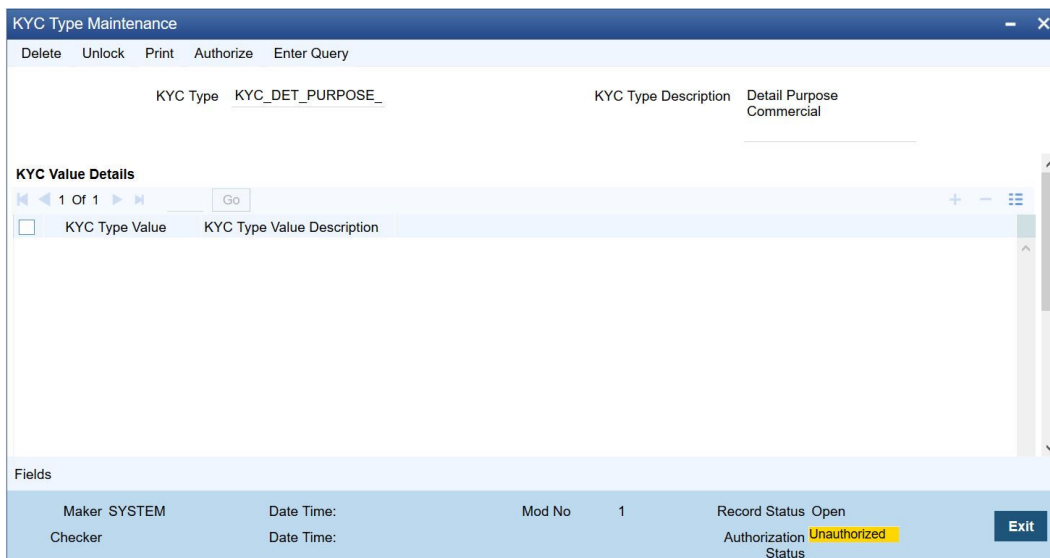 KYC Type Maintenance
Delete Unlock Print Authorize Enter Query
KYC Type KYC_DET_PURPOSE_ KYC Type Description Detail Purpose
Commercial
KYC Value Details
1 Of 1 Go
KYC Type Value KYC Type Value Description
Fields
Maker SYSTEM Date Time: Mod No 1 Record Status Open
Checker Date Time: Authorization Unauthorized
Status
Exit